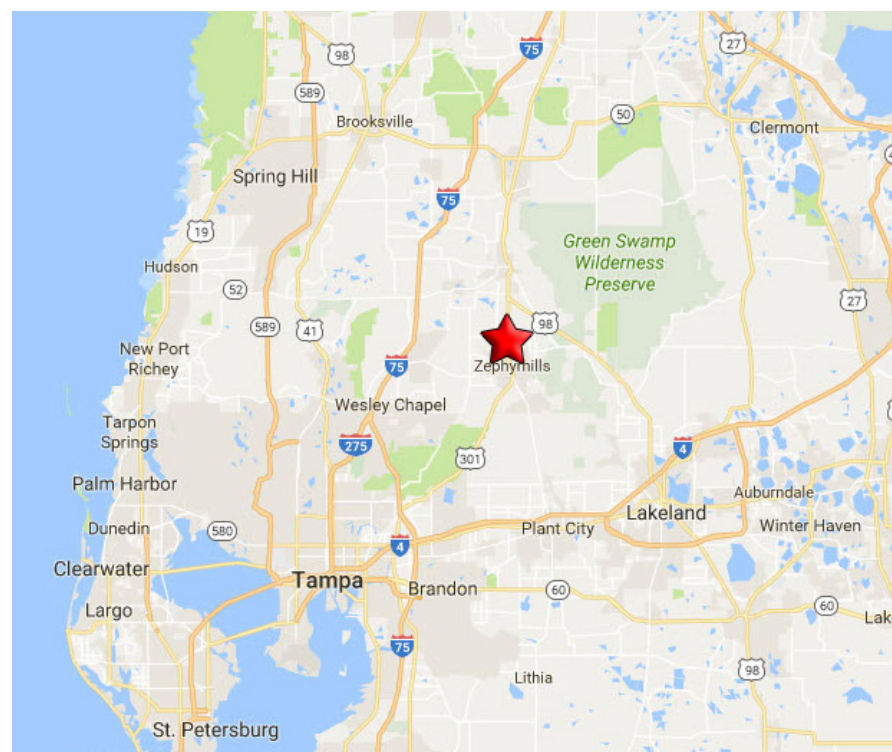 27
75
98
589
50
Brooksville
Clermont
Spring Hill
75
19
Green Swamp
Wilderness
Preserve
Hudson
52
27
589
41
98
New Port
Richey
75
Zephyrhills
Wesley Chapel
Tarpon
Springs
275
301
4
Palm Harbor
Auburndale
Lakeland
Dunedin
580
Plant City
Winter Haven
4
Clearwater
Tampa
Brandon
60
Largo
60
Lak
75
98
Lithia
St. Petersburg